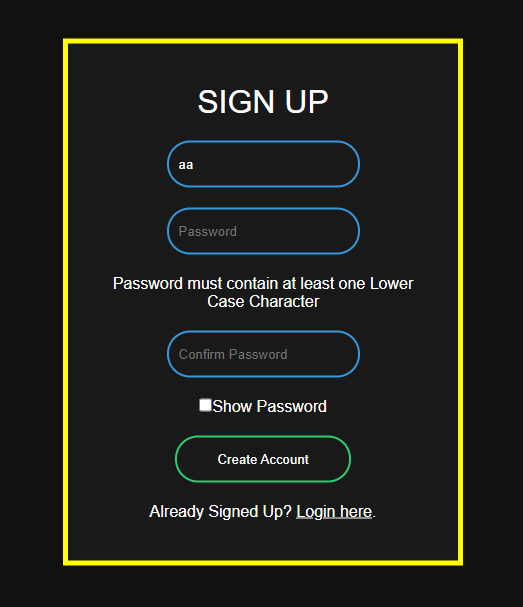 SIGN UP
aa
Password
Password must contain at least one Lower
Case Character
Confirm Password
Show Password
Create Account
Already Signed Up? Login here.